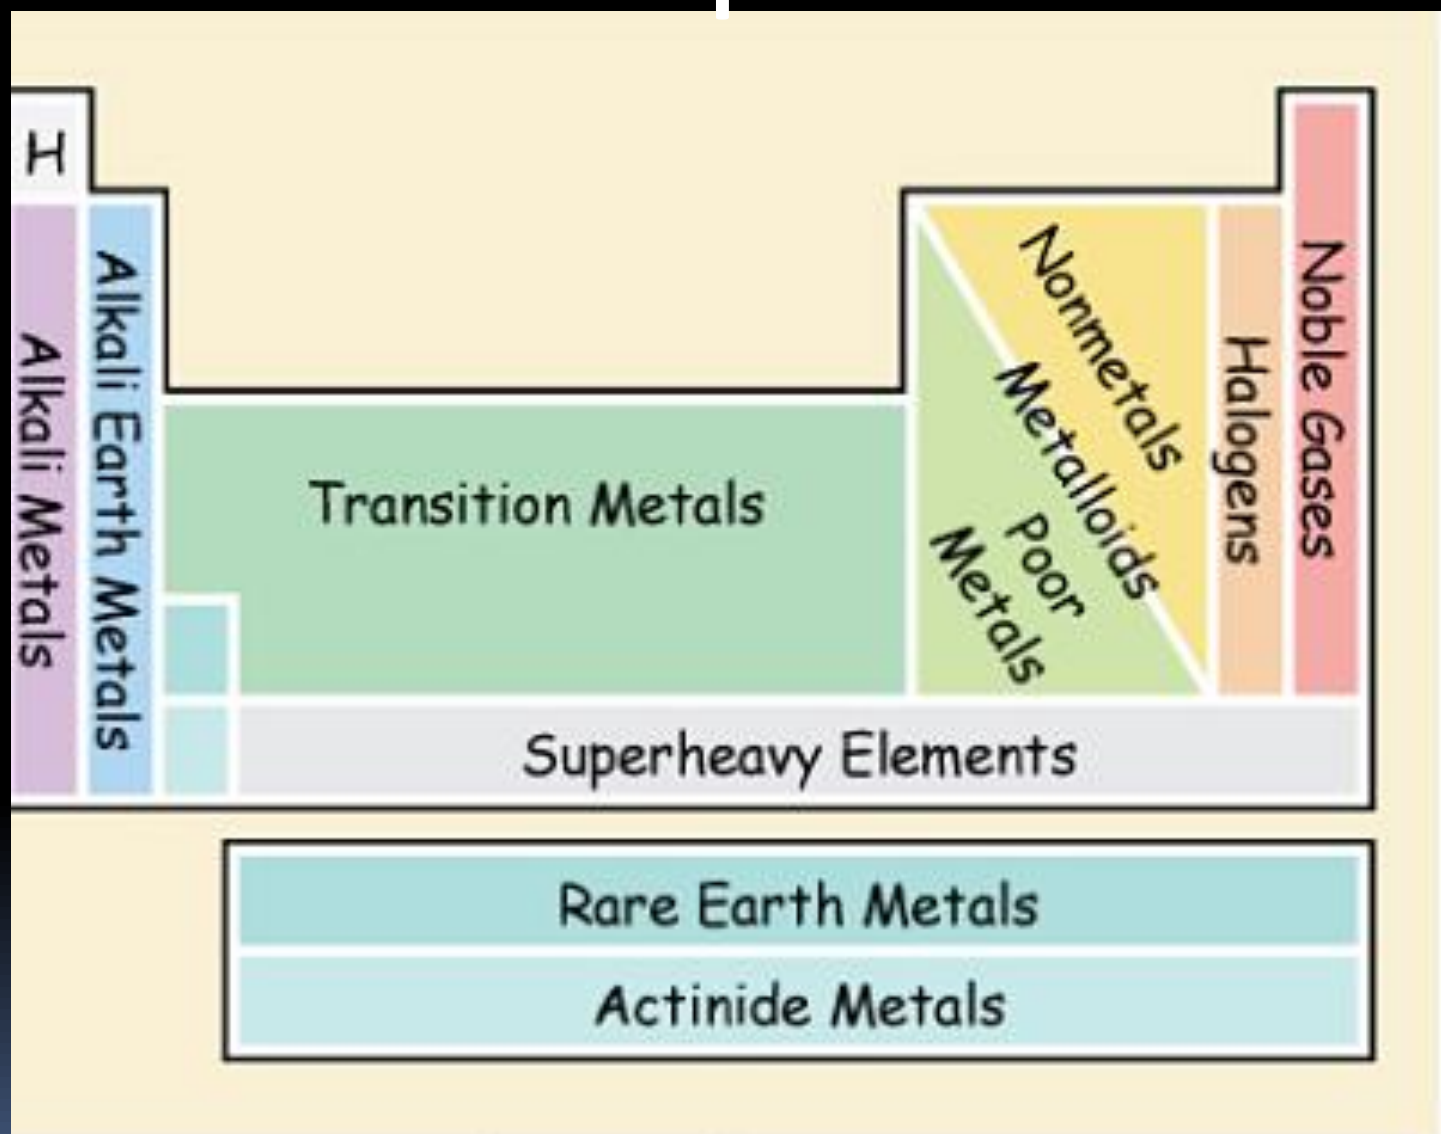 H
Alkali Metals
Alkali Earth Metals
Transition Metals
Nonmetals
Metalloids
Poor
Metals
Halogens
Noble Gases
Superheavy Elements
Rare Earth Metals
Actinide Metals